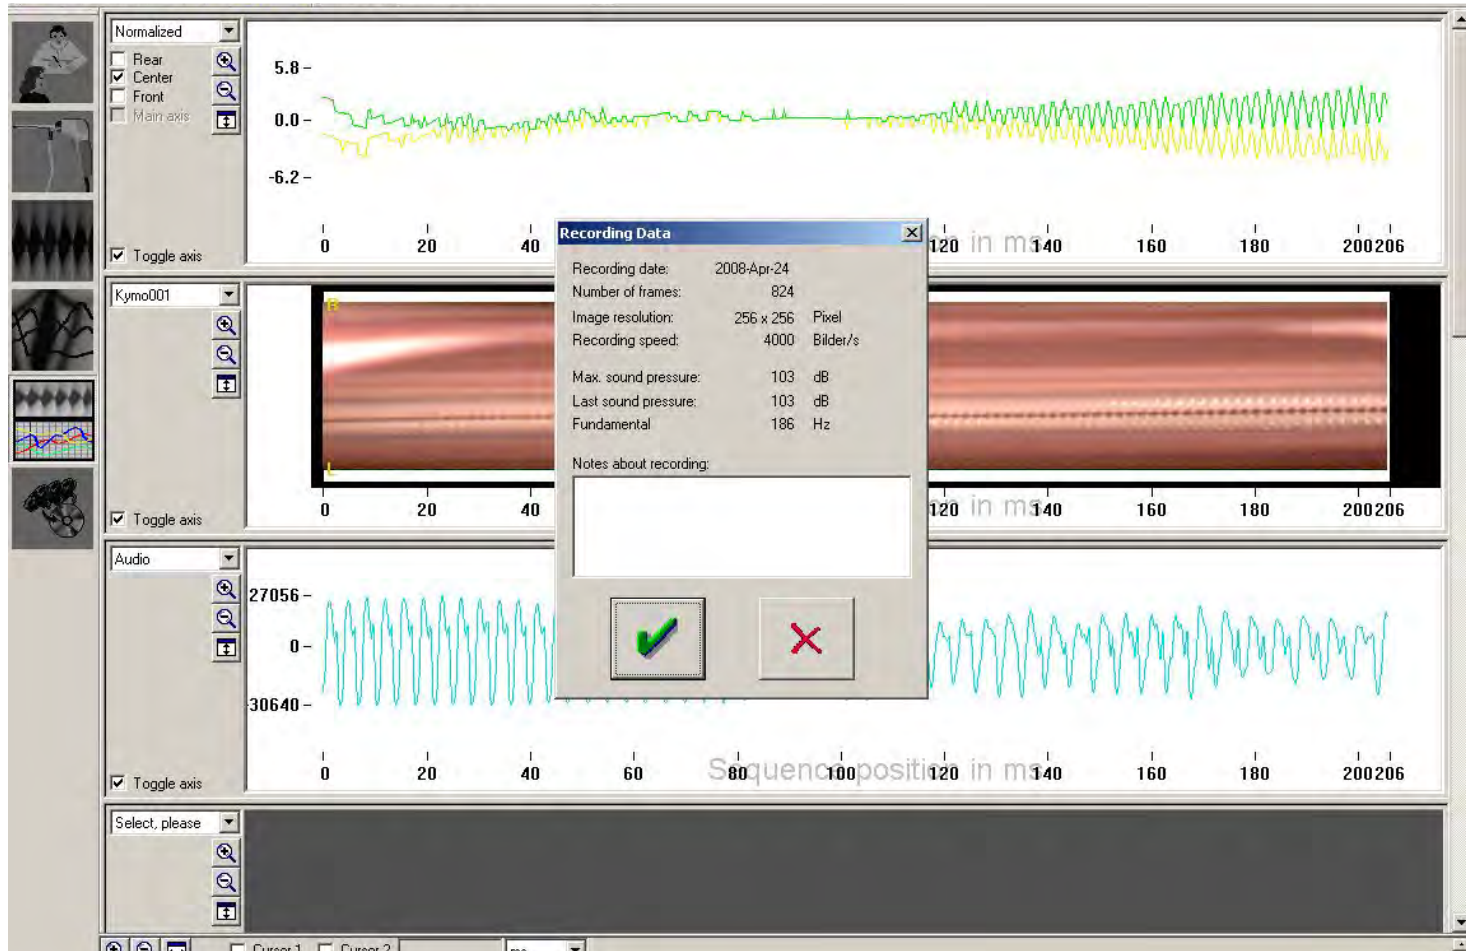 Normalized
Rear
Center
Front
Main axis
Toggle axis
5.8
0.0
-6.2
0 20 40 120 140 160 180 200 206
in ms
Recording Data
Recording date: 2008-Apr-24
Number of frames: 824
Image resolution: 256 x 256 Pixel
Recording speed: 4000 Bilder/s
Max. sound pressure: 103 dB
Last sound pressure: 103 dB
Fundamental 186 Hz
Notes about recording:
Kymo001
R
L
Toggle axis
0 20 40 120 140 160 180 200 206
in ms
Audio
27056
0
30640
Toggle axis
0 20 40 60 80 100 120 140 160 180 200 206
Sequence position in ms
Select, please
Cursor 1 Cursor 2 ms